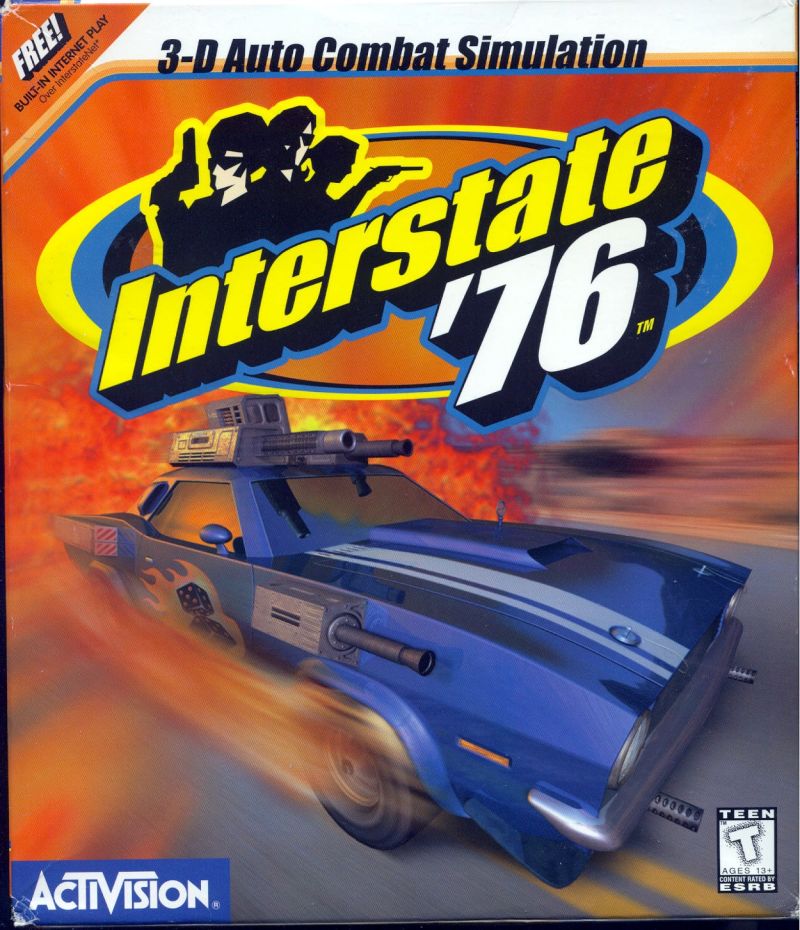 FREE!
BUILT-IN INTERNET PLAY
Over InterstateNet*
3-D Auto Combat Simulation
Interstate
'76
TM
ACTIVISION®
TEEN
TM
T
AGES 13+
CONTENT RATED BY
ESRB